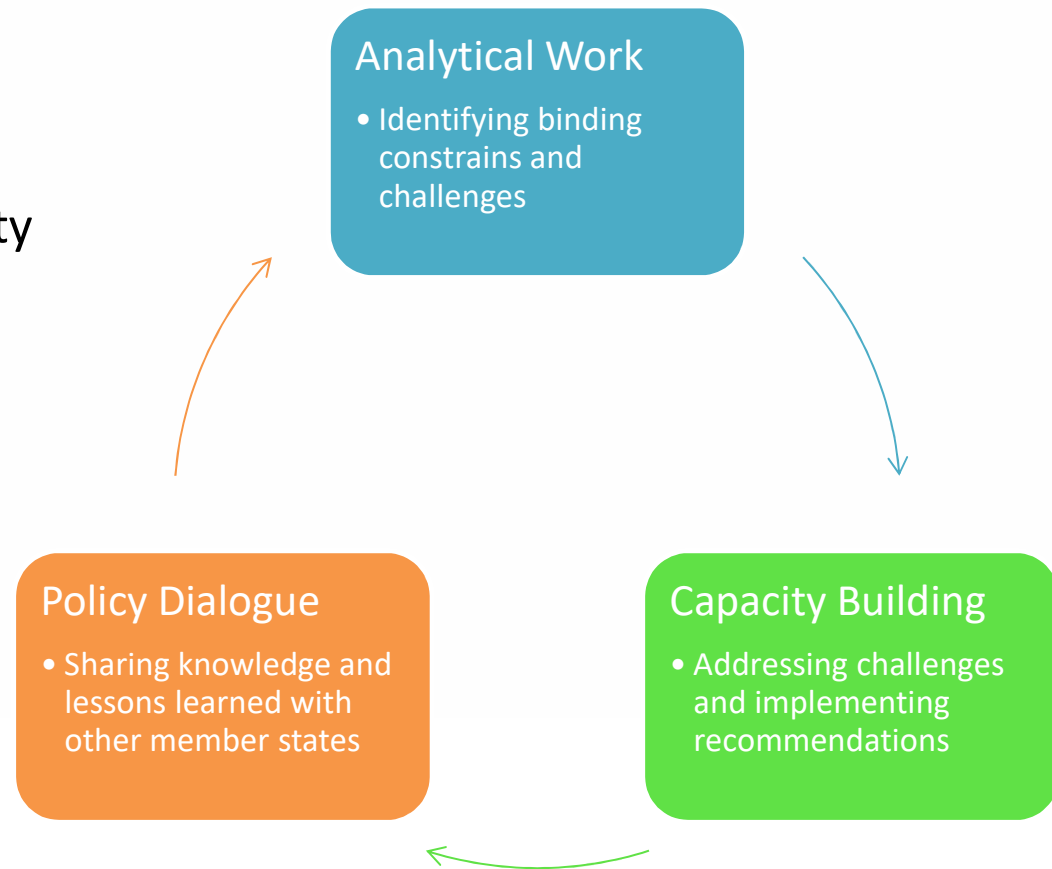 Analytical Work
• Identifying binding
constrains and
challenges
ty
Capacity Building
• Addressing challenges
and implementing
recommendations
Policy Dialogue
• Sharing knowledge and
lessons learned with
other member states